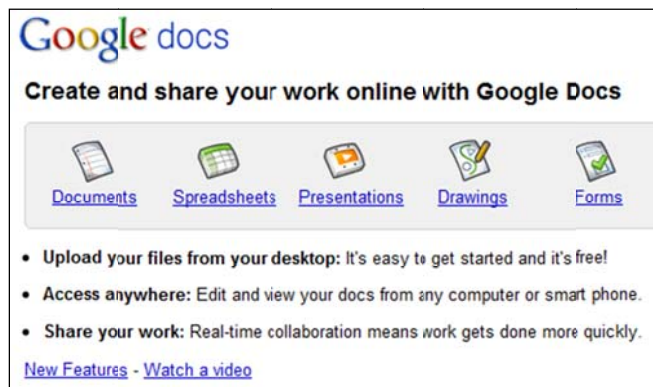 Google docs
Create and share your work online with Google Docs
Documents Spreadsheets Presentations Drawings Forms
• Upload your files from your desktop: It's easy to get started and it's free!
• Access anywhere: Edit and view your docs from any computer or smart phone.
• Share your work: Real-time collaboration means work gets done more quickly.
New Features - Watch a video